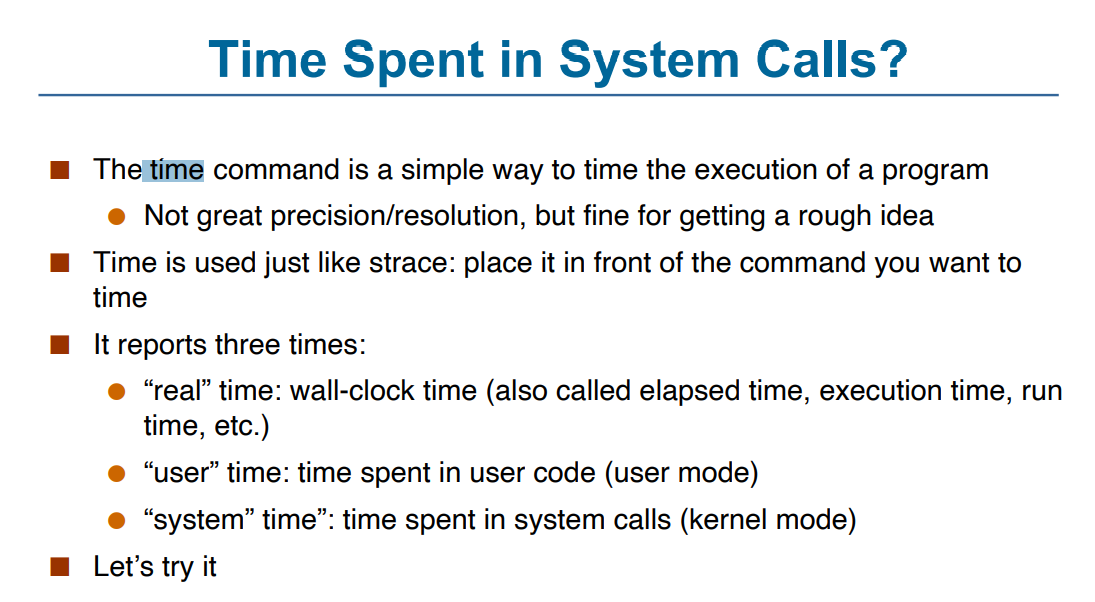 Time Spent in System Calls?
The time command is a simple way to time the execution of a program
Not great precision/resolution, but fine for getting a rough idea
Time is used just like strace: place it in front of the command you want to
time
It reports three times:
“real” time: wall-clock time (also called elapsed time, execution time, run
time, etc.)
“user” time: time spent in user code (user mode)
“system” time”: time spent in system calls (kernel mode)
Let’s try it